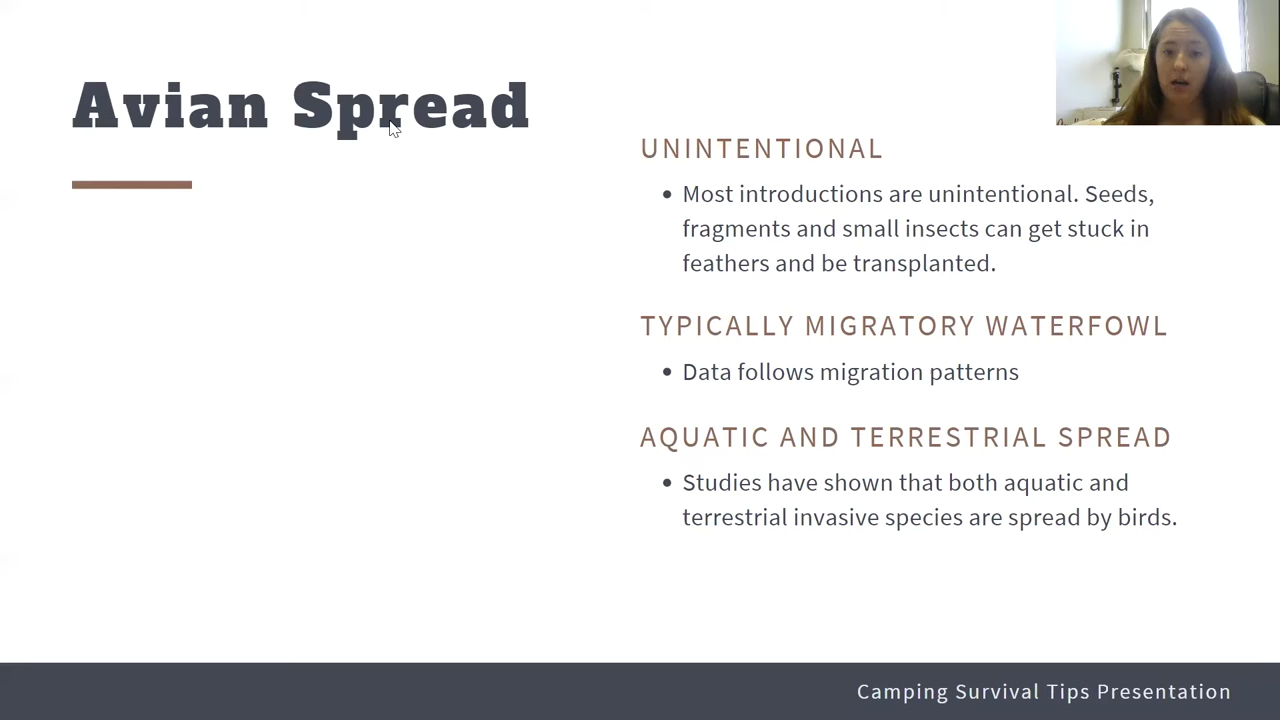 Avian Spread
UNINTENTIONAL
• Most introductions are unintentional. Seeds,
fragments and small insects can get stuck in
feathers and be transplanted.
TYPICALLY MIGRATORY WATERFOWL
• Data follows migration patterns
AQUATIC AND TERRESTRIAL SPREAD
• Studies have shown that both aquatic and
terrestrial invasive species are spread by birds.
Camping Survival Tips Presentation